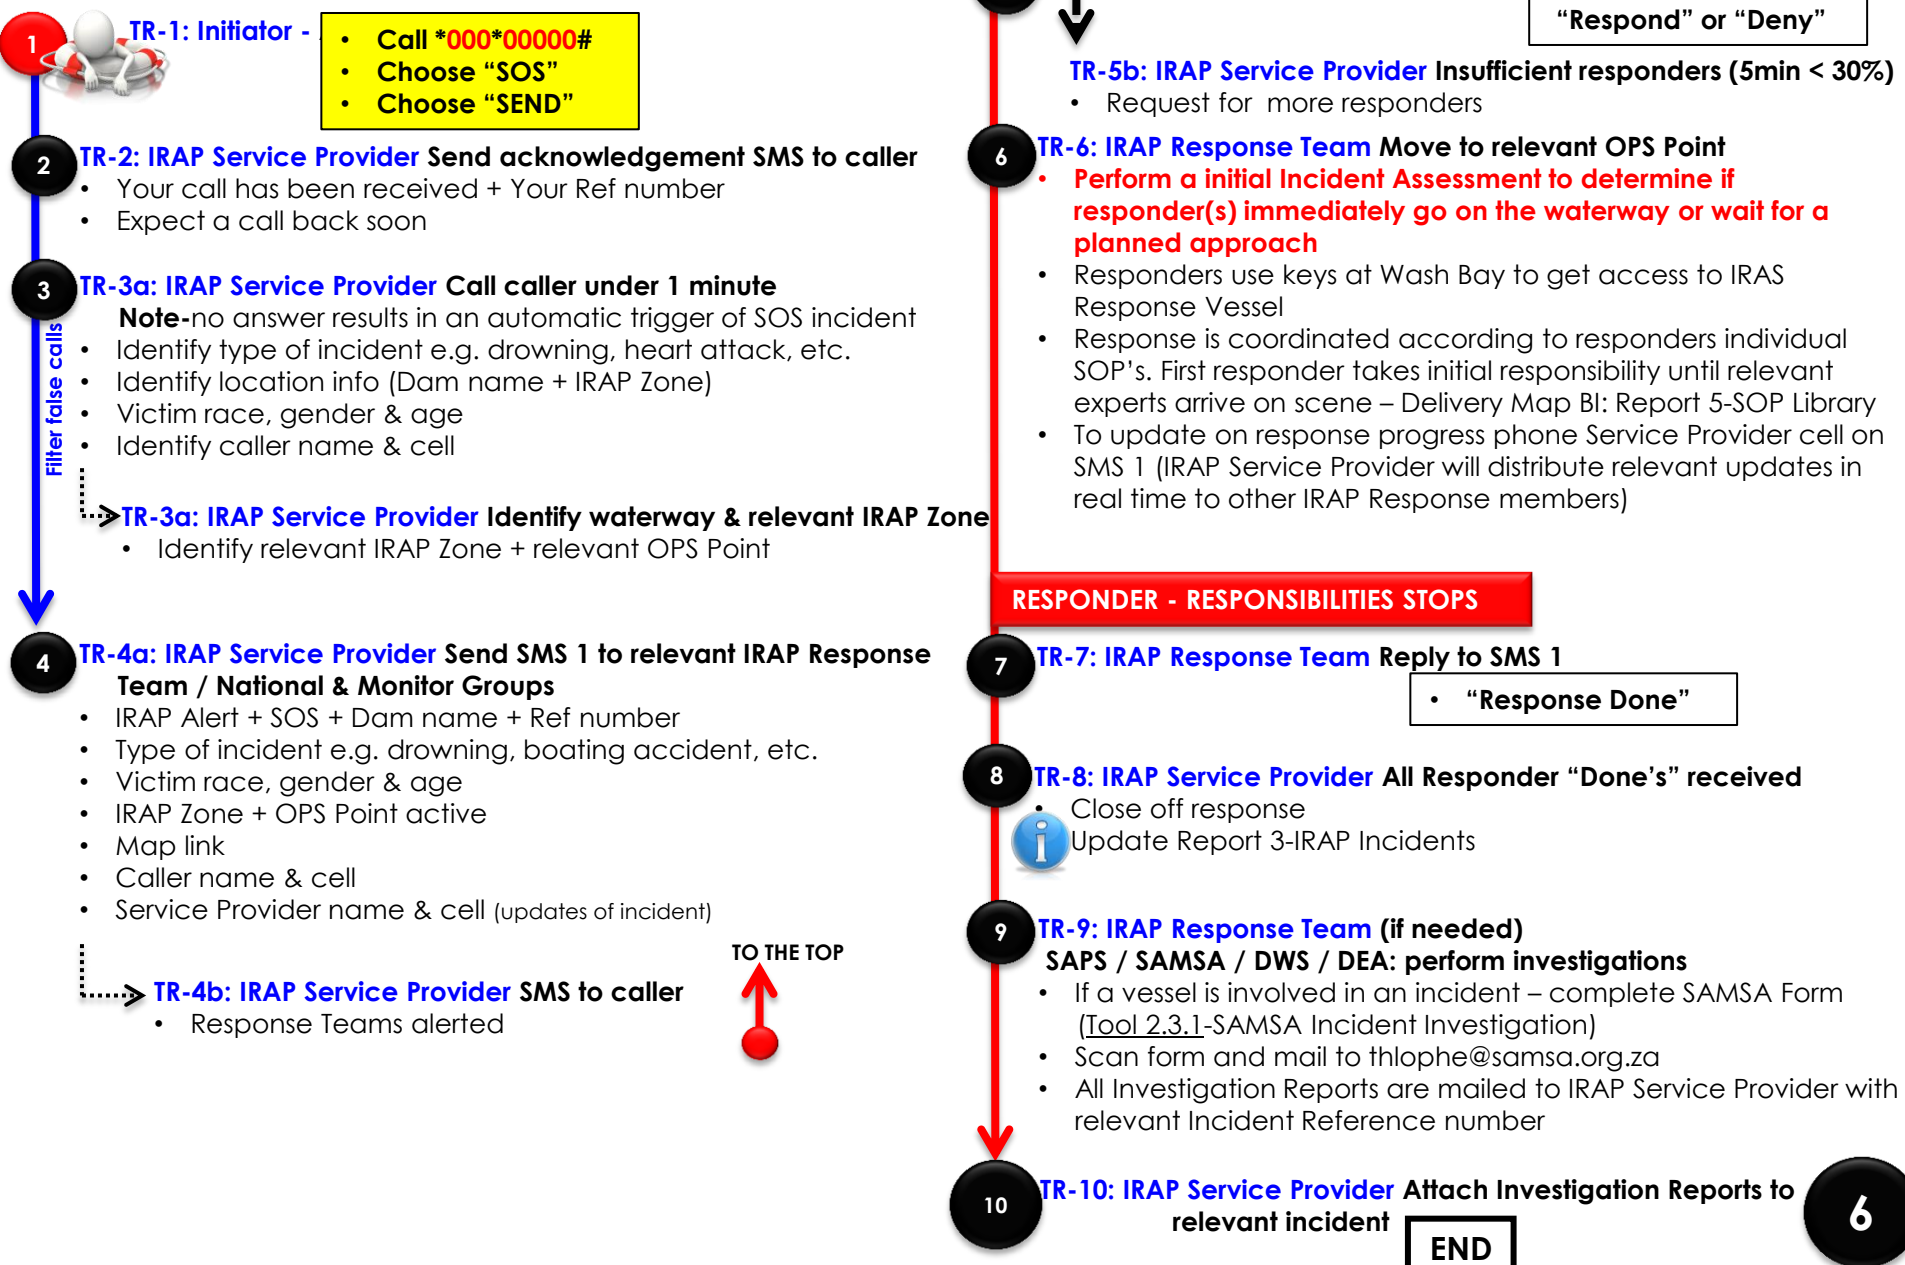 1
TR-1: Initiator -
• Call *000*00000#
• Choose “SOS”
• Choose “SEND”
2
TR-2: IRAP Service Provider Send acknowledgement SMS to caller
• Your call has been received + Your Ref number
• Expect a call back soon
3
TR-3a: IRAP Service Provider Call caller under 1 minute
Note-no answer results in an automatic trigger of SOS incident
• Identify type of incident e.g. drowning, heart attack, etc.
• Identify location info (Dam name + IRAP Zone)
• Victim race, gender & age
• Identify caller name & cell
Filter false calls
TR-3a: IRAP Service Provider Identify waterway & relevant IRAP Zone
• Identify relevant IRAP Zone + relevant OPS Point
4
TR-4a: IRAP Service Provider Send SMS 1 to relevant IRAP Response
Team / National & Monitor Groups
• IRAP Alert + SOS + Dam name + Ref number
• Type of incident e.g. drowning, boating accident, etc.
• Victim race, gender & age
• IRAP Zone + OPS Point active
• Map link
• Caller name & cell
• Service Provider name & cell (updates of incident)
TR-4b: IRAP Service Provider SMS to caller
• Response Teams alerted
TO THE TOP
“Respond” or “Deny”
TR-5b: IRAP Service Provider Insufficient responders (5min < 30%)
• Request for more responders
6
TR-6: IRAP Response Team Move to relevant OPS Point
• Perform a initial Incident Assessment to determine if
responder(s) immediately go on the waterway or wait for a
planned approach
• Responders use keys at Wash Bay to get access to IRAS
Response Vessel
• Response is coordinated according to responders individual
SOP’s. First responder takes initial responsibility until relevant
experts arrive on scene – Delivery Map BI: Report 5-SOP Library
• To update on response progress phone Service Provider cell on
SMS 1 (IRAP Service Provider will distribute relevant updates in
real time to other IRAP Response members)
RESPONDER - RESPONSIBILITIES STOPS
7
TR-7: IRAP Response Team Reply to SMS 1
• “Response Done”
8
TR-8: IRAP Service Provider All Responder “Done’s” received
• Close off response
Update Report 3-IRAP Incidents
9
TR-9: IRAP Response Team (if needed)
SAPS / SAMSA / DWS / DEA: perform investigations
• If a vessel is involved in an incident – complete SAMSA Form
(Tool 2.3.1-SAMSA Incident Investigation)
• Scan form and mail to thlophe@samsa.org.za
• All Investigation Reports are mailed to IRAP Service Provider with
relevant Incident Reference number
10
TR-10: IRAP Service Provider Attach Investigation Reports to
relevant incident
END
6